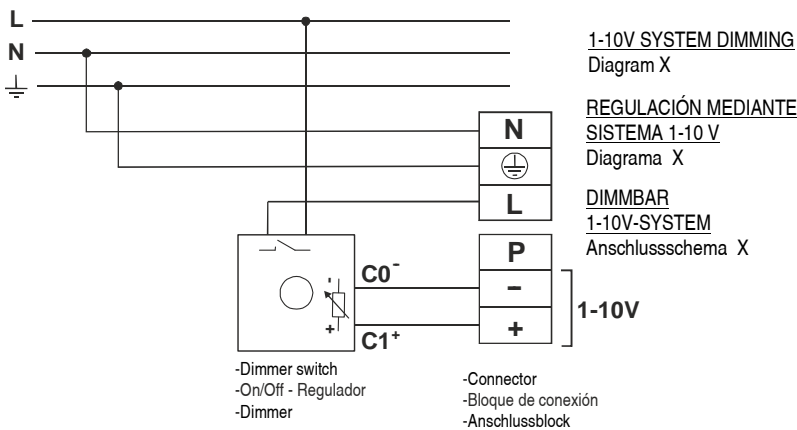 L
N
1-10V SYSTEM DIMMING
Diagram X
REGULACIÓN MEDIANTE
SISTEMA 1-10 V
Diagrama X
DIMMBAR
1-10V-SYSTEM
Anschlussschema X
N
L
P
−
+
1-10V
C0-
C1+
-
+
-Dimmer switch
-On/Off - Regulador
-Dimmer
-Connector
-Bloque de conexión
-Anschlussblock